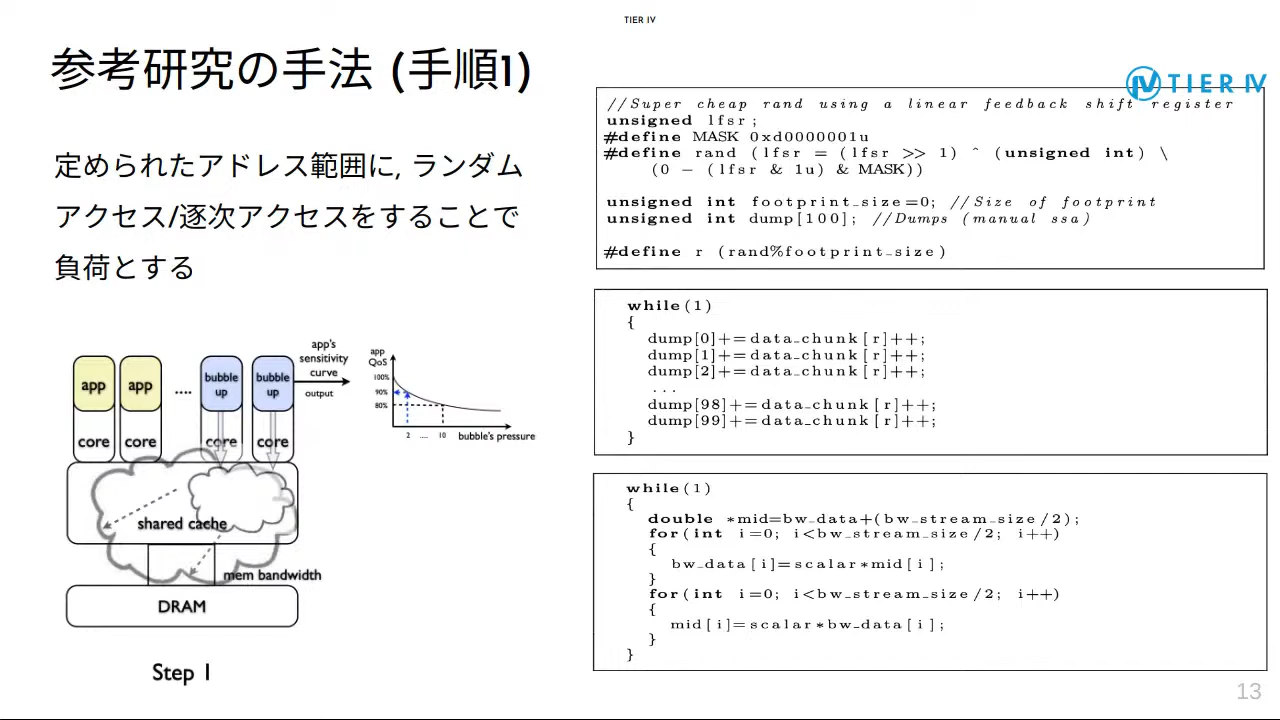 TIER IV
参考研究の手法 (手順1)
TIER IV
定められたアドレス範囲に, ランダム
アクセス/逐次アクセスをすることで
負荷とする
app
app
....
bubble up
bubble up
core
core
core
core
shared cache
mem bandwidth
DRAM
Step 1
app's
sensitivity
curve
output
app
QoS
100%
90%
80%
2 .... 10
bubble's pressure
//Super cheap rand using a linear feedback shift register
unsigned lfsr;
#define MASK 0xd0000001u
#define rand (lfsr = (lfsr >> 1) ^ (unsigned int) \
(0 - (lfsr & 1u) & MASK))
unsigned int footprint_size=0; //Size of footprint
unsigned int dump[100]; //Dumps (manual ssa)
#define r (rand%footprint_size)
while(1)
{
dump[0]+=data_chunk[r]++;
dump[1]+=data_chunk[r]++;
dump[2]+=data_chunk[r]++;
...
dump[98]+=data_chunk[r]++;
dump[99]+=data_chunk[r]++;
}
while(1)
{
double *mid=bw_data+(bw_stream_size/2);
for(int i=0; i<bw_stream_size/2; i++)
{
bw_data[i]=scalar*mid[i];
}
for(int i=0; i<bw_stream_size/2; i++)
{
mid[i]=scalar*bw_data[i];
}
}
13